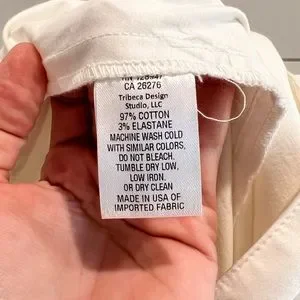 CA 26276
Tribeca Design
Studio, LLC
97% COTTON
3% ELASTANE
MACHINE WASH COLD
WITH SIMILAR COLORS,
DO NOT BLEACH.
TUMBLE DRY LOW,
LOW IRON.
OR DRY CLEAN
MADE IN USA OF
IMPORTED FABRIC